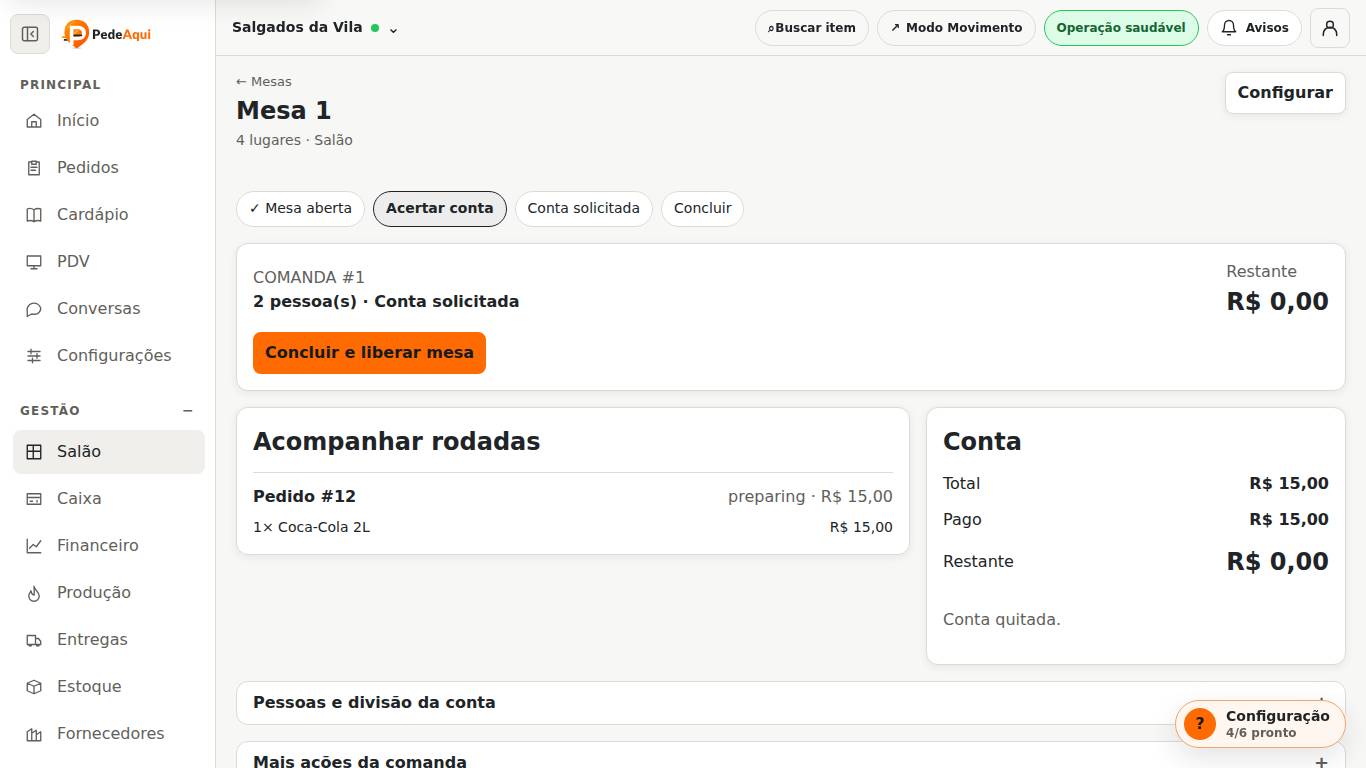 PedeAqui
Salgados da Vila
Buscar item
↗ Modo Movimento
Operação saudável
Avisos
PRINCIPAL
Início
Pedidos
Cardápio
PDV
Conversas
Configurações
GESTÃO −
Salão
Caixa
Financeiro
Produção
Entregas
Estoque
Fornecedores
← Mesas
Mesa 1
4 lugares · Salão
Configurar
✓ Mesa aberta
Acertar conta
Conta solicitada
Concluir
COMANDA #1
2 pessoa(s) · Conta solicitada
Restante
R$ 0,00
Concluir e liberar mesa
Acompanhar rodadas
Pedido #12 preparing · R$ 15,00
1× Coca-Cola 2L R$ 15,00
Conta
Total R$ 15,00
Pago R$ 15,00
Restante R$ 0,00
Conta quitada.
Pessoas e divisão da conta
Mais ações da comanda +
? Configuração
4/6 pronto